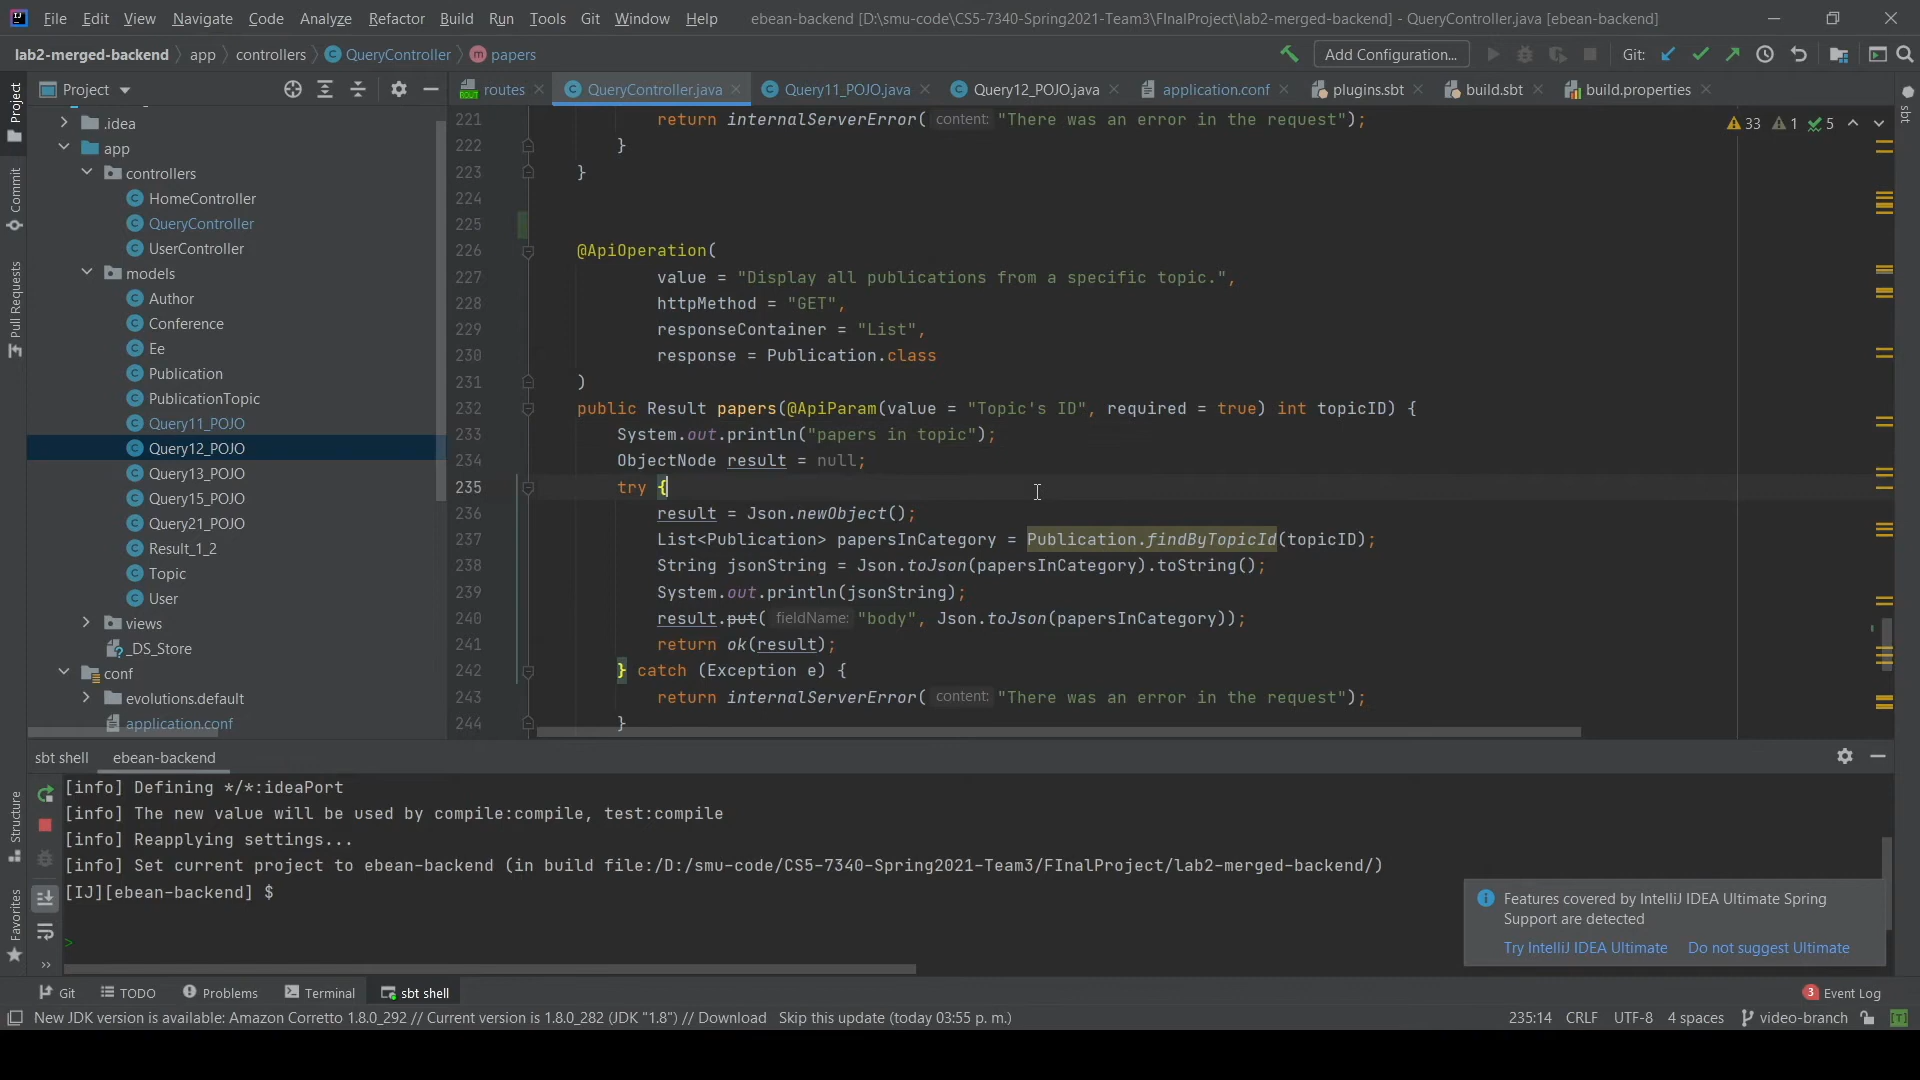 File Edit View Navigate Code Analyze Refactor Build Run Tools Git Window Help ebean-backend [D:\smu-code\CS5-7340-Spring2021-Team3\FInalProject\lab2-merged-backend] - QueryController.java [ebean-backend]
lab2-merged-backend app controllers QueryController papers Add Configuration... Git:
Project routes QueryController.java Query11_POJO.java Query12_POJO.java application.conf plugins.sbt build.sbt build.properties
Project
Commit
Pull Requests
Structure
Favorites
sbt
.idea
app
controllers
HomeController
QueryController
UserController
models
Author
Conference
Ee
Publication
PublicationTopic
Query11_POJO
Query12_POJO
Query13_POJO
Query15_POJO
Query21_POJO
Result_1_2
Topic
User
views
_DS_Store
conf
evolutions.default
application.conf
33 1 5
221 return internalServerError( content: "There was an error in the request");
222 }
223 }
224
225
226 @ApiOperation(
227 value = "Display all publications from a specific topic.",
228 httpMethod = "GET",
229 responseContainer = "List",
230 response = Publication.class
231 )
232 public Result papers(@ApiParam(value = "Topic's ID", required = true) int topicID) {
233 System.out.println("papers in topic");
234 ObjectNode result = null;
235 try {
236 result = Json.newObject();
237 List<Publication> papersInCategory = Publication.findByTopicId(topicID);
238 String jsonString = Json.toJson(papersInCategory).toString();
239 System.out.println(jsonString);
240 result.put( fieldName: "body", Json.toJson(papersInCategory));
241 return ok(result);
242 } catch (Exception e) {
243 return internalServerError( content: "There was an error in the request");
244 }
sbt shell ebean-backend
[info] Defining */*:ideaPort
[info] The new value will be used by compile:compile, test:compile
[info] Reapplying settings...
[info] Set current project to ebean-backend (in build file:/D:/smu-code/CS5-7340-Spring2021-Team3/FInalProject/lab2-merged-backend/)
[IJ][ebean-backend] $
>
Features covered by IntelliJ IDEA Ultimate Spring
Support are detected
Try IntelliJ IDEA Ultimate Do not suggest Ultimate
Git TODO Problems Terminal sbt shell 3 Event Log
New JDK version is available: Amazon Corretto 1.8.0_292 // Current version is 1.8.0_282 (JDK "1.8") // Download Skip this update (today 03:55 p. m.) 235:14 CRLF UTF-8 4 spaces video-branch [T]